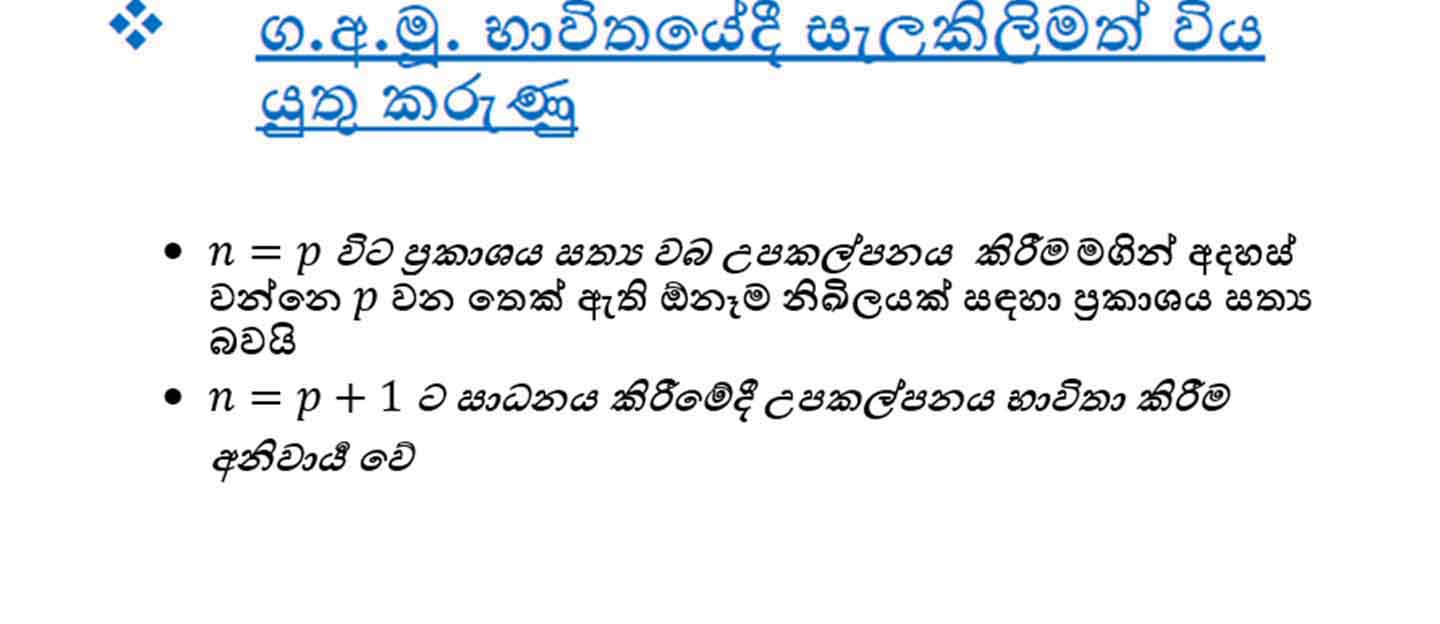 ❖ ග.අ.මූ. භාවිතයේදී සැලකිලිමත් විය
යුතු කරුණු
• n = p විට ප්‍රකාශය සත්‍ය වබ උපකල්පනය කිරීම මගින් අදහස්
වන්නෙ p වන තෙක් ඇති ඕනෑම නිඛිලයක් සඳහා ප්‍රකාශය සත්‍ය
බවයි
• n = p + 1 ට සාධනය කිරීමේදී උපකල්පනය භාවිතා කිරීම
අනිවාර්‍ය වේ